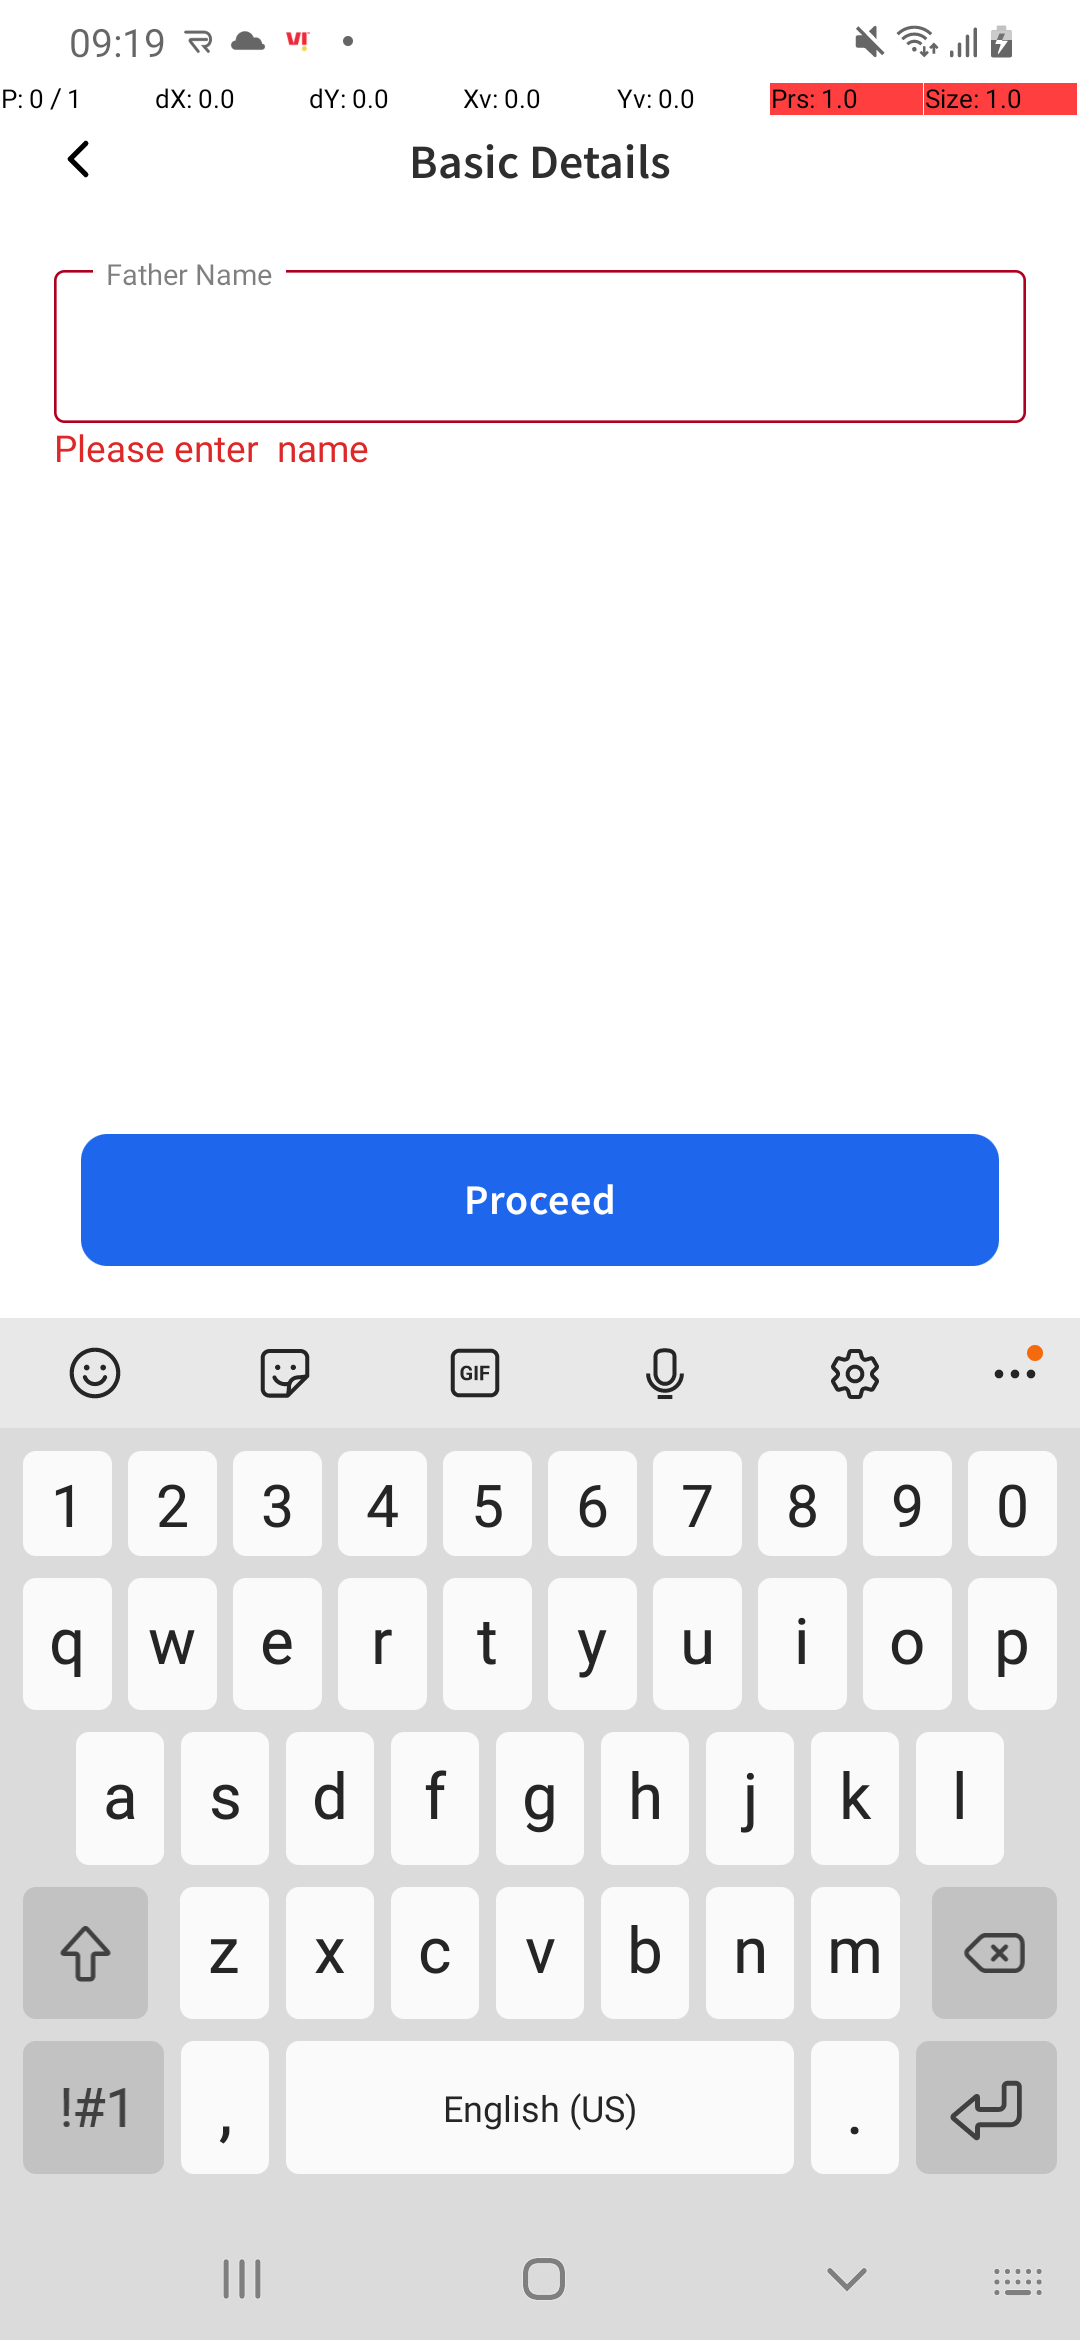 09:19 VI!
P: 0 / 1 dX: 0.0 dY: 0.0 Xv: 0.0 Yv: 0.0 Prs: 1.0 Size: 1.0
Basic Details
Father Name
Please enter  name
Proceed
GIF
1 2 3 4 5 6 7 8 9 0
q w e r t y u i o p
a s d f g h j k l
z x c v b n m
!#1 , English (US) .